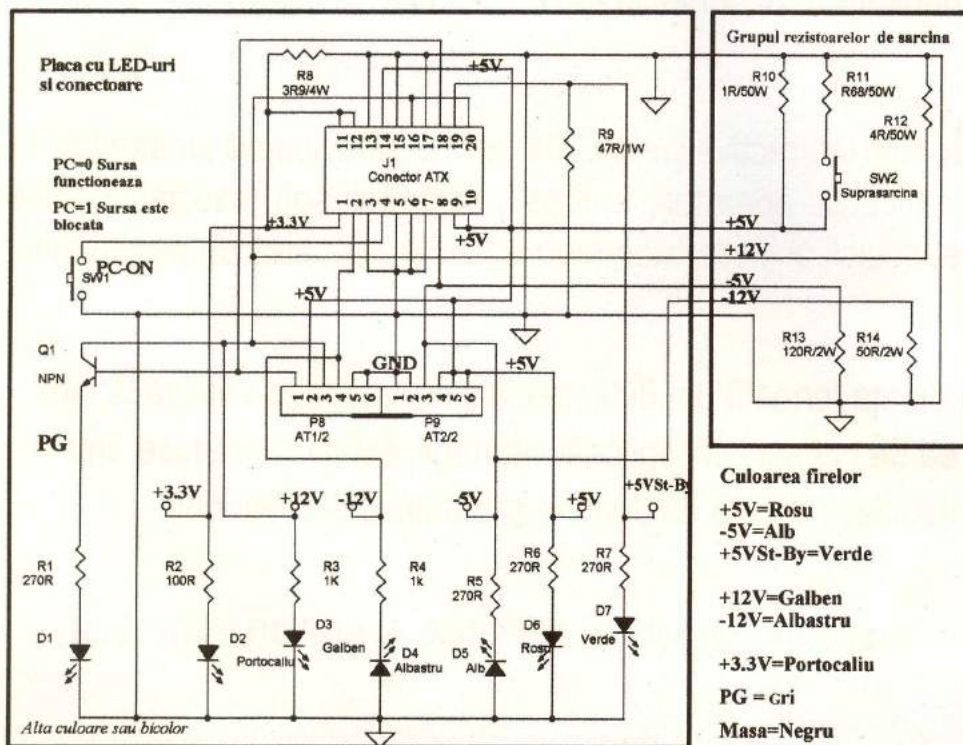 Placa cu LED-uri
si conectoare
R8
3R9/4W
+5V
11 12 13 14 15 16 17 18 19 20
J1
Conector ATX
1 2 3 4 5 6 7 8 9 10
PC=0 Sursa
functioneaza
PC=1 Sursa este
blocata
+3.3V
+5V
R9
47R/1W
PC-ON
SW1
+5V
Q1
NPN
GND
+5V
1 2 3 4 5 6
1 2 3 4 5 6
P8
AT1/2
P9
AT2/2
PG
+3.3V
+12V
-12V
-5V
+5V
+5VSt-By
R1
270R
R2
100R
R3
1K
R4
1k
R5
270R
R6
270R
R7
270R
D1
D2
Portocaliu
D3
Galben
D4
Albastru
D5
Alb
D6
Rosu
D7
Verde
Alta culoare sau bicolor
Grupul rezistoarelor de sarcina
R10
1R/50W
R11
R68/50W
R12
4R/50W
SW2
Suprasarcina
+5V
+12V
-5V
-12V
R13
120R/2W
R14
50R/2W
Culoarea firelor
+5V=Rosu
-5V=Alb
+5VSt-By=Verde
+12V=Galben
-12V=Albastru
+3.3V=Portocaliu
PG = Gri
Masa=Negru